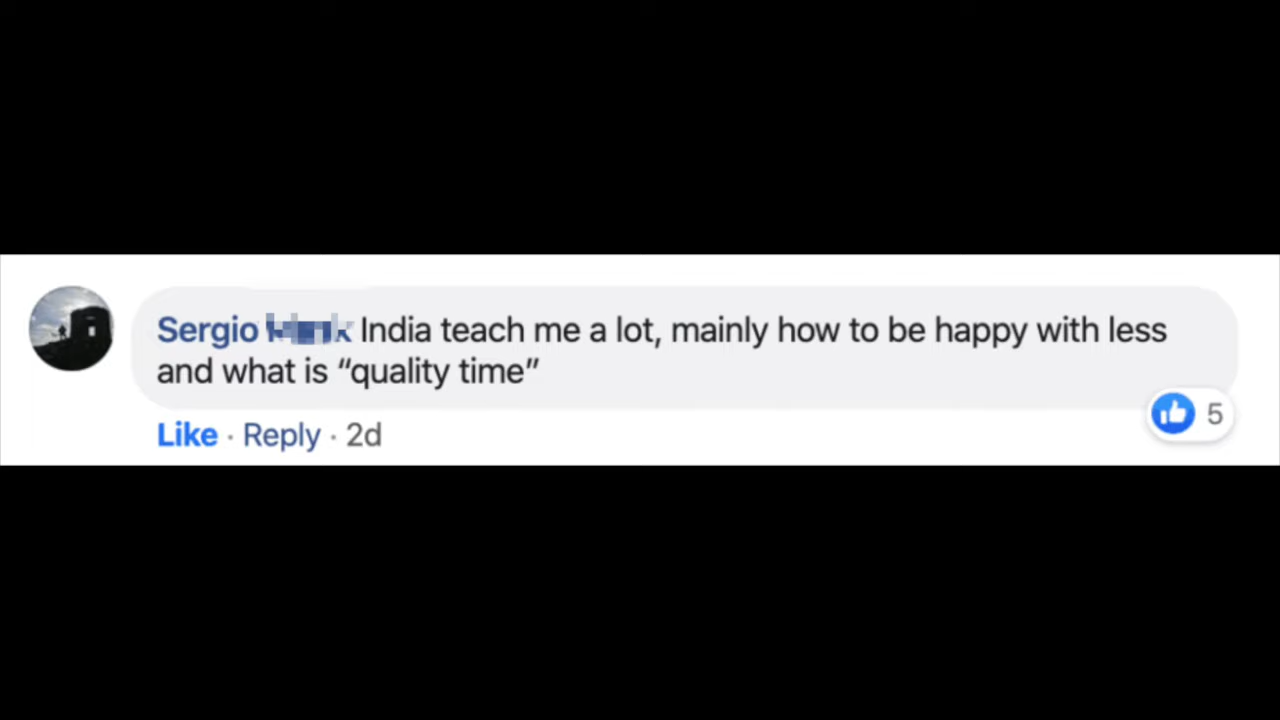 Sergio India teach me a lot, mainly how to be happy with less
and what is “quality time”
Like · Reply · 2d
5